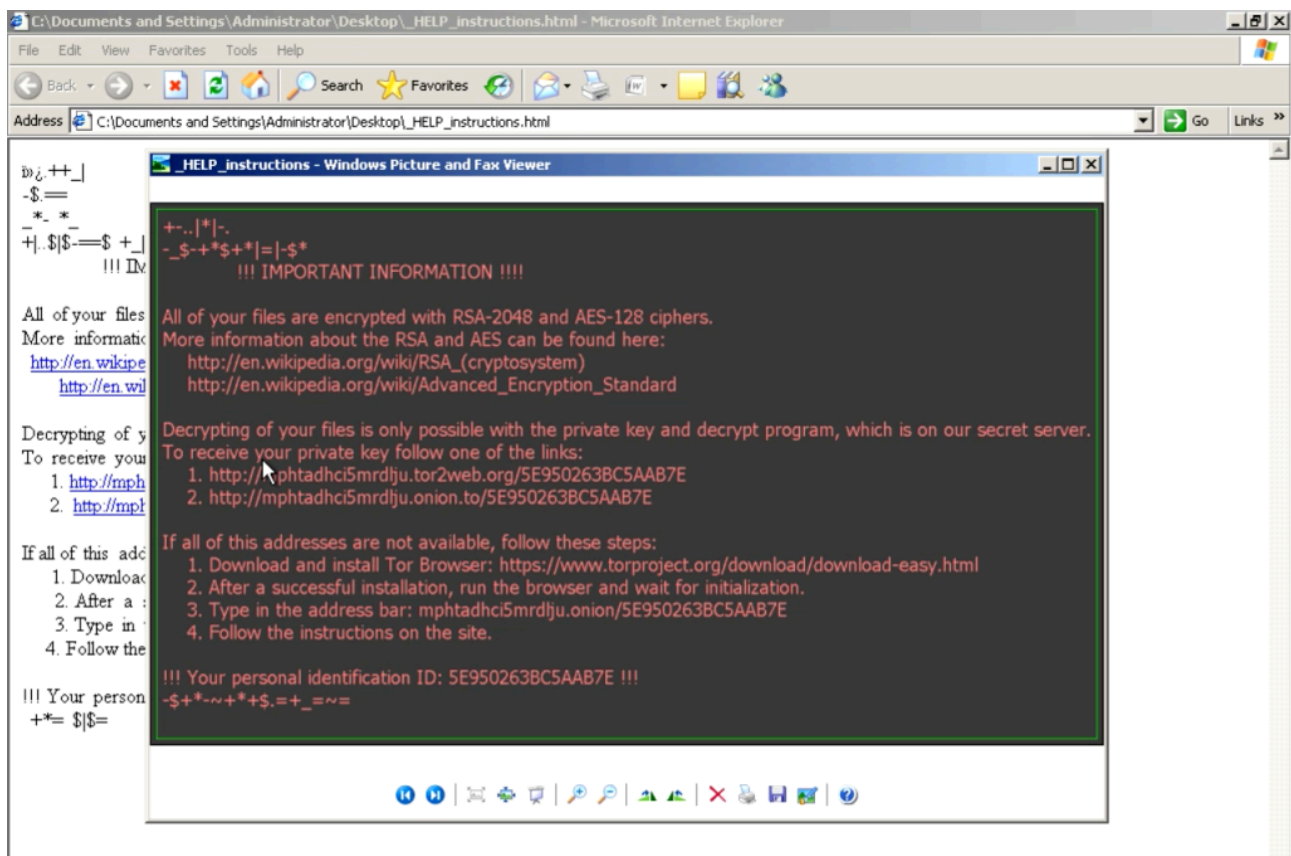 C:\Documents and Settings\Administrator\Desktop\_HELP_instructions.html - Microsoft Internet Explorer
File Edit View Favorites Tools Help
Back Search Favorites
Address C:\Documents and Settings\Administrator\Desktop\_HELP_instructions.html Go Links »
_HELP_instructions - Windows Picture and Fax Viewer
+-..|*|-.
-_$-+*$+*|=|-$*
!!! IMPORTANT INFORMATION !!!!
All of your files are encrypted with RSA-2048 and AES-128 ciphers.
More information about the RSA and AES can be found here:
http://en.wikipedia.org/wiki/RSA_(cryptosystem)
http://en.wikipedia.org/wiki/Advanced_Encryption_Standard
Decrypting of your files is only possible with the private key and decrypt program, which is on our secret server.
To receive your private key follow one of the links:
1. http://mphtadhci5mrdlju.tor2web.org/5E950263BC5AAB7E
2. http://mphtadhci5mrdlju.onion.to/5E950263BC5AAB7E
If all of this addresses are not available, follow these steps:
1. Download and install Tor Browser: https://www.torproject.org/download/download-easy.html
2. After a successful installation, run the browser and wait for initialization.
3. Type in the address bar: mphtadhci5mrdlju.onion/5E950263BC5AAB7E
4. Follow the instructions on the site.
!!! Your personal identification ID: 5E950263BC5AAB7E !!!
-$+*-~+*+$.=+_=~=
.++_|
-$.==
_*-_*_
+|..$|$-==$ +_|
!!!
All of your files
More
http://en.wikipe
http://en.wil
Decrypting of
To receive
1. http://mph
2. http://mph
If all of this
1.
2. After a
3. Type in
4. Follow the
!!! Your person
+*= $|$=